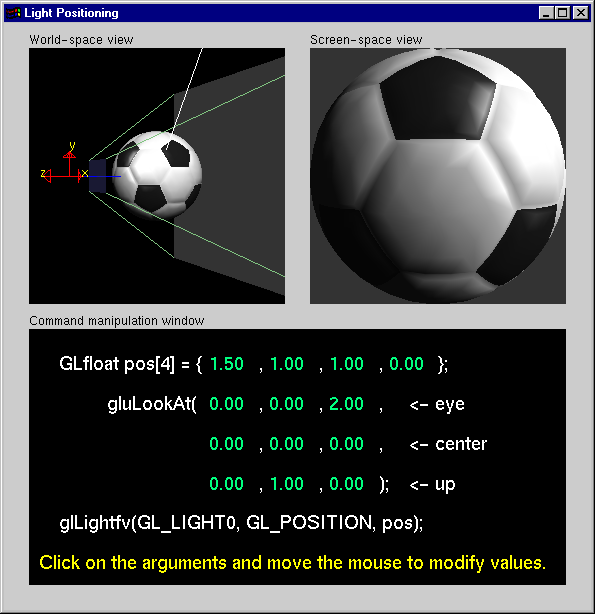 Light Positioning
World-space view
Screen-space view
y
z x
Command manipulation window
GLfloat pos[4] = { 1.50 , 1.00 , 1.00 , 0.00 };
gluLookAt( 0.00 , 0.00 , 2.00 , <- eye
0.00 , 0.00 , 0.00 , <- center
0.00 , 1.00 , 0.00 ); <- up
glLightfv(GL_LIGHT0, GL_POSITION, pos);
Click on the arguments and move the mouse to modify values.